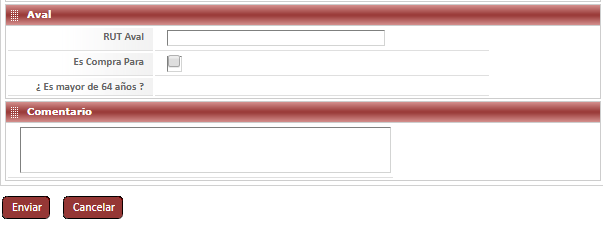 Aval
RUT Aval
Es Compra Para
¿ Es mayor de 64 años ?
Comentario
Enviar Cancelar